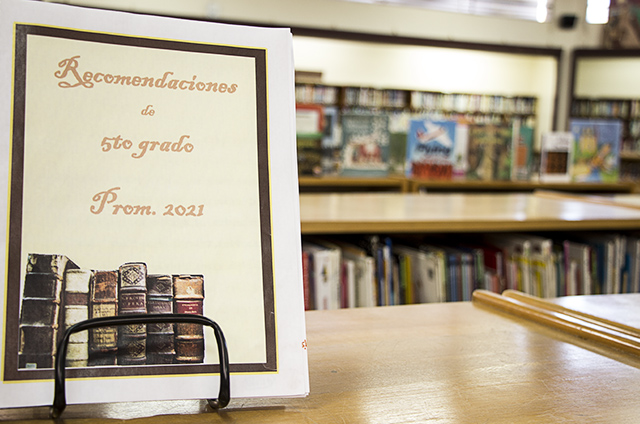 Recomendaciones
de
5to grado
Prom. 2021